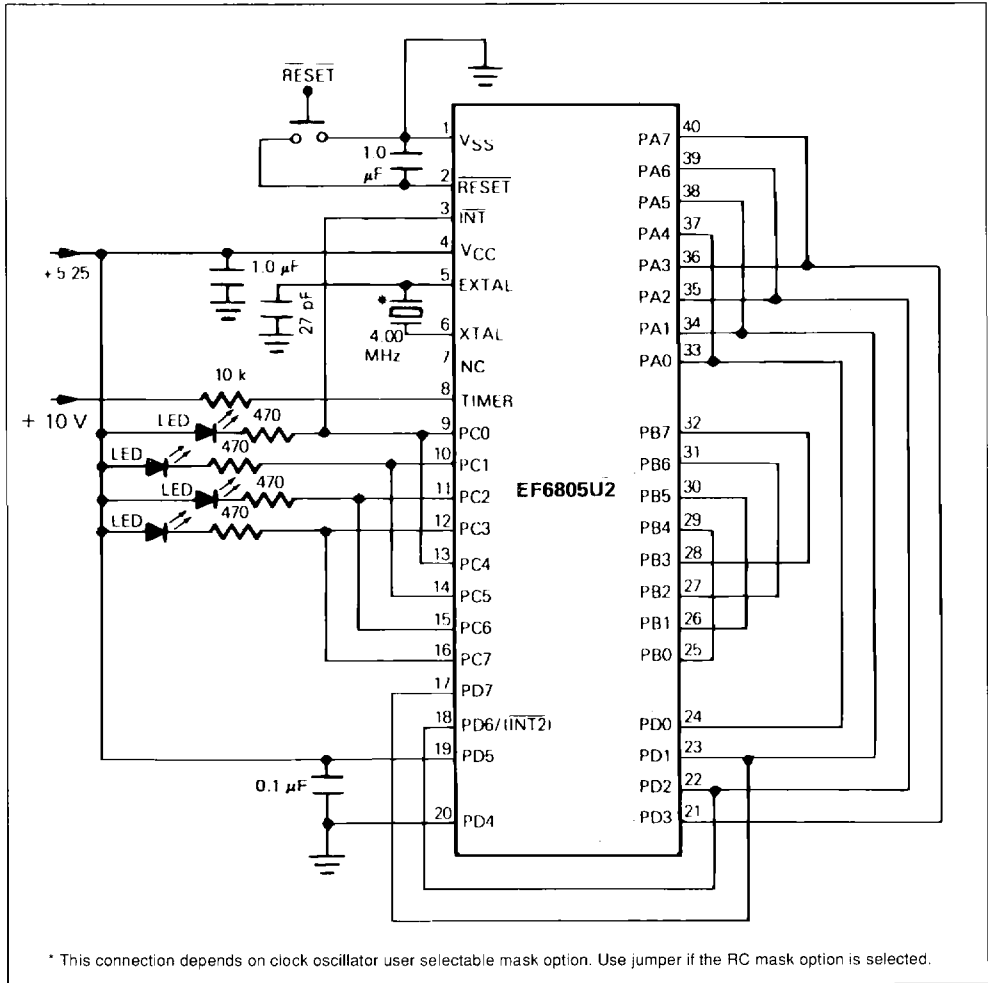 RESET
1 VSS
1.0
µF
2 RESET
3 INT
4 VCC
+5.25
1.0 µF
5 EXTAL
27 pF
*
6 XTAL
4.00
MHz
7 NC
10 k
8 TIMER
+ 10 V
LED
470
9 PC0
LED
470
10 PC1
LED
470
11 PC2
LED
470
12 PC3
13 PC4
14 PC5
15 PC6
16 PC7
17 PD7
18 PD6/(INT2)
19 PD5
0.1 µF
20 PD4
EF6805U2
PA7 40
PA6 39
PA5 38
PA4 37
PA3 36
PA2 35
PA1 34
PA0 33
PB7 32
PB6 31
PB5 30
PB4 29
PB3 28
PB2 27
PB1 26
PB0 25
PD0 24
PD1 23
PD2 22
PD3 21
* This connection depends on clock oscillator user selectable mask option. Use jumper if the RC mask option is selected.